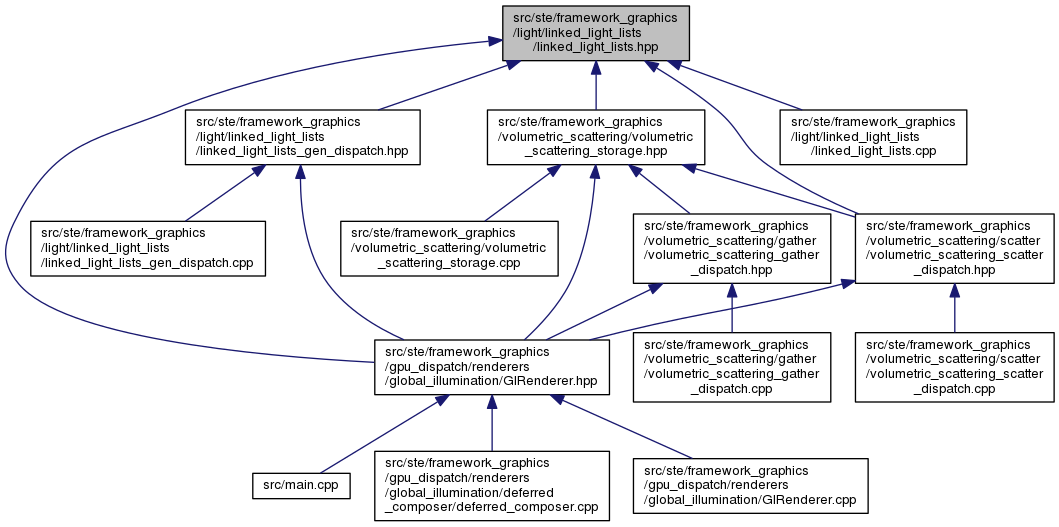 src/ste/framework_graphics
/light/linked_light_lists
/linked_light_lists.hpp
src/ste/framework_graphics
/light/linked_light_lists
/linked_light_lists_gen_dispatch.hpp
src/ste/framework_graphics
/volumetric_scattering/volumetric
_scattering_storage.hpp
src/ste/framework_graphics
/light/linked_light_lists
/linked_light_lists.cpp
src/ste/framework_graphics
/light/linked_light_lists
/linked_light_lists_gen_dispatch.cpp
src/ste/framework_graphics
/volumetric_scattering/volumetric
_scattering_storage.cpp
src/ste/framework_graphics
/volumetric_scattering/gather
/volumetric_scattering_gather
_dispatch.hpp
src/ste/framework_graphics
/volumetric_scattering/scatter
/volumetric_scattering_scatter
_dispatch.hpp
src/ste/framework_graphics
/gpu_dispatch/renderers
/global_illumination/GIRenderer.hpp
src/ste/framework_graphics
/volumetric_scattering/gather
/volumetric_scattering_gather
_dispatch.cpp
src/ste/framework_graphics
/volumetric_scattering/scatter
/volumetric_scattering_scatter
_dispatch.cpp
src/main.cpp
src/ste/framework_graphics
/gpu_dispatch/renderers
/global_illumination/deferred
_composer/deferred_composer.cpp
src/ste/framework_graphics
/gpu_dispatch/renderers
/global_illumination/GIRenderer.cpp